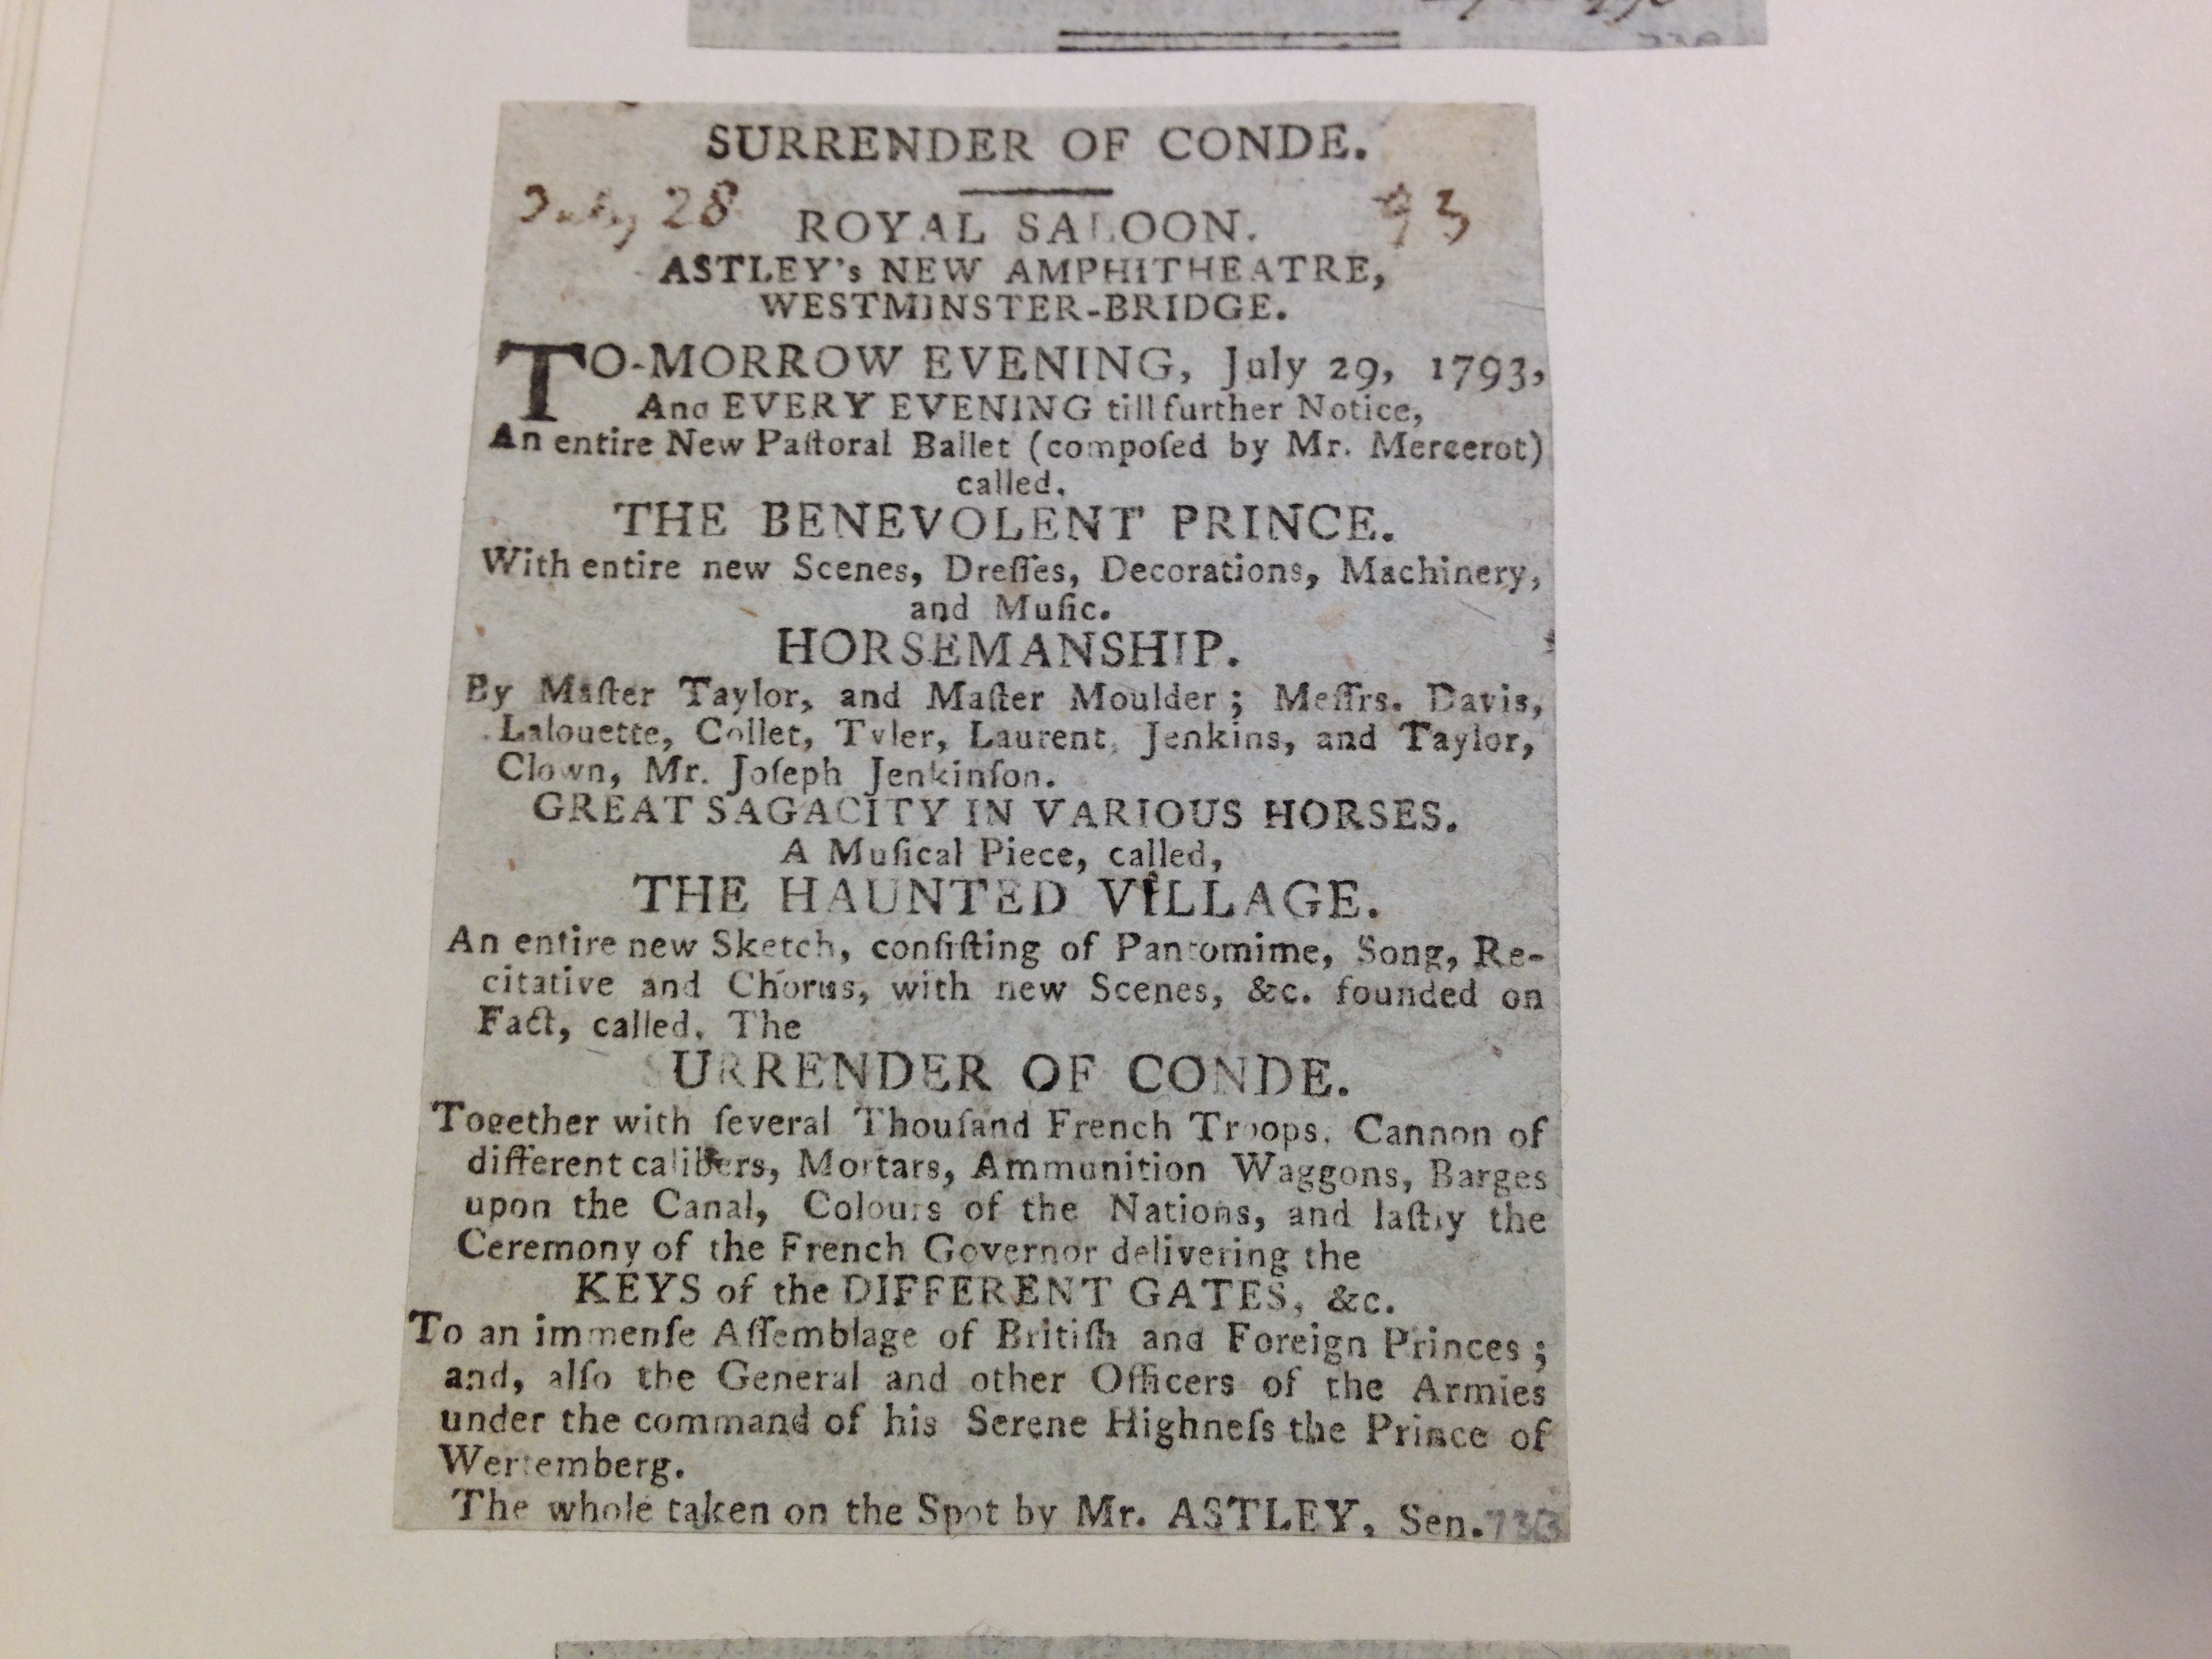 SURRENDER OF CONDE.
July 28 93
ROYAL SALOON.
ASTLEY's NEW AMPHITHEATRE,
WESTMINSTER-BRIDGE.
TO-MORROW EVENING, July 29, 1793,
And EVERY EVENING till further Notice,
An entire New Paſtoral Ballet (compoſed by Mr. Mercerot)
called.
THE BENEVOLENT PRINCE.
With entire new Scenes, Dreſſes, Decorations, Machinery,
and Muſic.
HORSEMANSHIP.
By Maſter Taylor, and Maſter Moulder; Meſſrs. Davis,
Lalouette, Collet, Tyler, Laurent, Jenkins, and Taylor,
Clown, Mr. Joſeph Jenkinſon.
GREAT SAGACITY IN VARIOUS HORSES.
A Muſical Piece, called,
THE HAUNTED VILLAGE.
An entire new Sketch, conſiſting of Pantomime, Song, Re-
citative and Chorus, with new Scenes, &c. founded on
Fact, called, The
SURRENDER OF CONDE.
Together with ſeveral Thouſand French Troops, Cannon of
different calibers, Mortars, Ammunition Waggons, Barges
upon the Canal, Colours of the Nations, and laſtly the
Ceremony of the French Governor delivering the
KEYS of the DIFFERENT GATES, &c.
To an immenſe Aſſemblage of Britiſh and Foreign Princes;
and, alſo the General and other Officers of the Armies
under the command of his Serene Highneſs the Prince of
Wertemberg.
The whole taken on the Spot by Mr. ASTLEY, Sen.